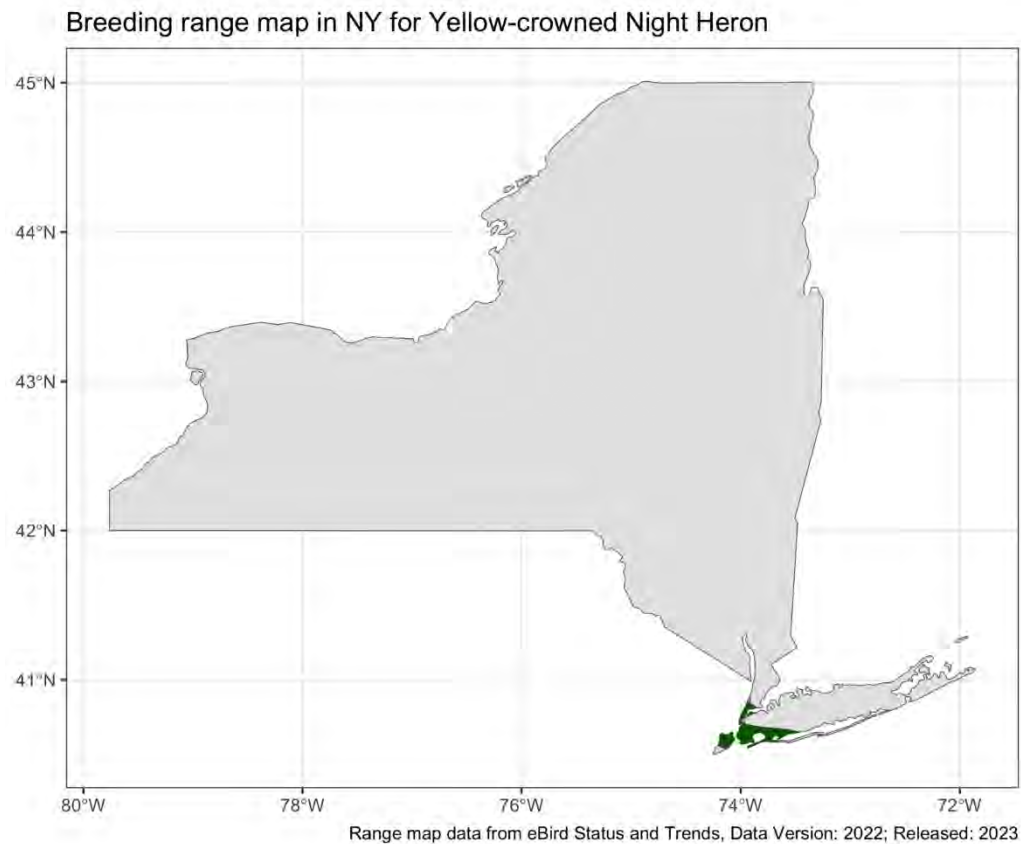 Breeding range map in NY for Yellow-crowned Night Heron
45°N
44°N
43°N
42°N
41°N
80°W 78°W 76°W 74°W 72°W
Range map data from eBird Status and Trends, Data Version: 2022; Released: 2023